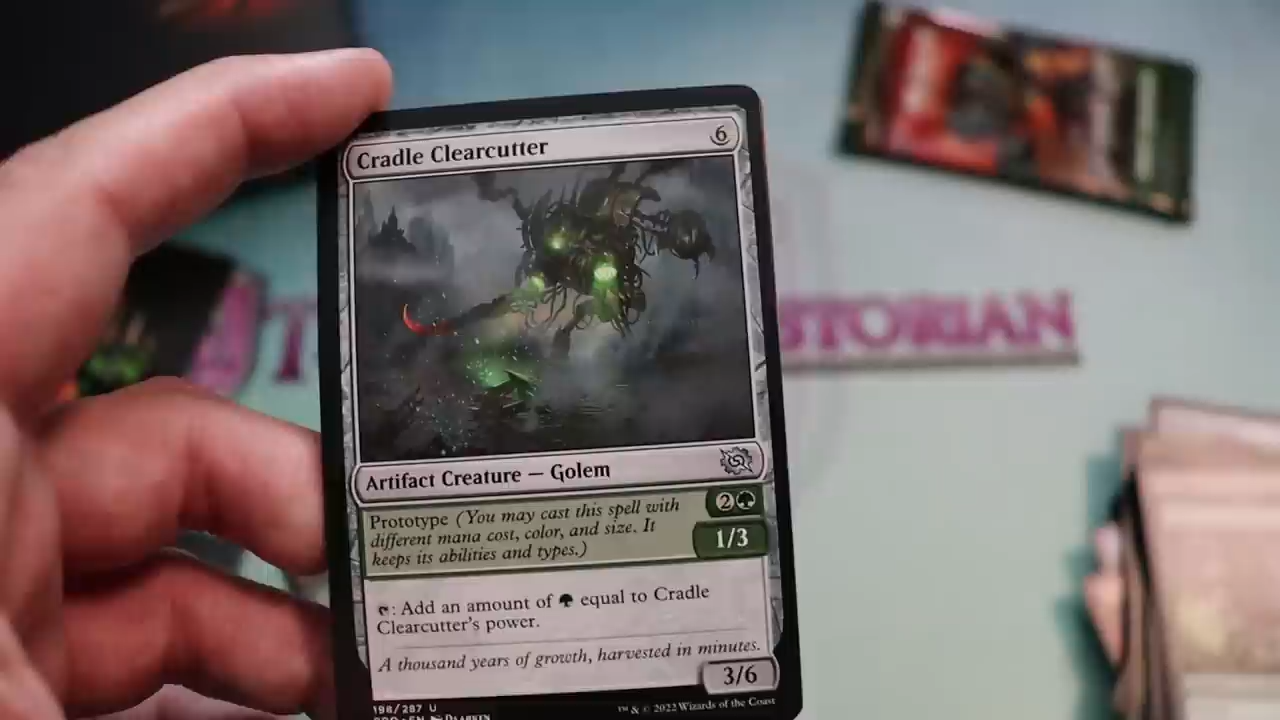 Cradle Clearcutter 6
STORIAN
Artifact Creature — Golem
Prototype (You may cast this spell with
different mana cost, color, and size. It
keeps its abilities and types.)
2
1/3
: Add an amount of equal to Cradle
Clearcutter's power.
A thousand years of growth, harvested in minutes.
3/6
198/287 U
™ & © 2022 Wizards of the Coast